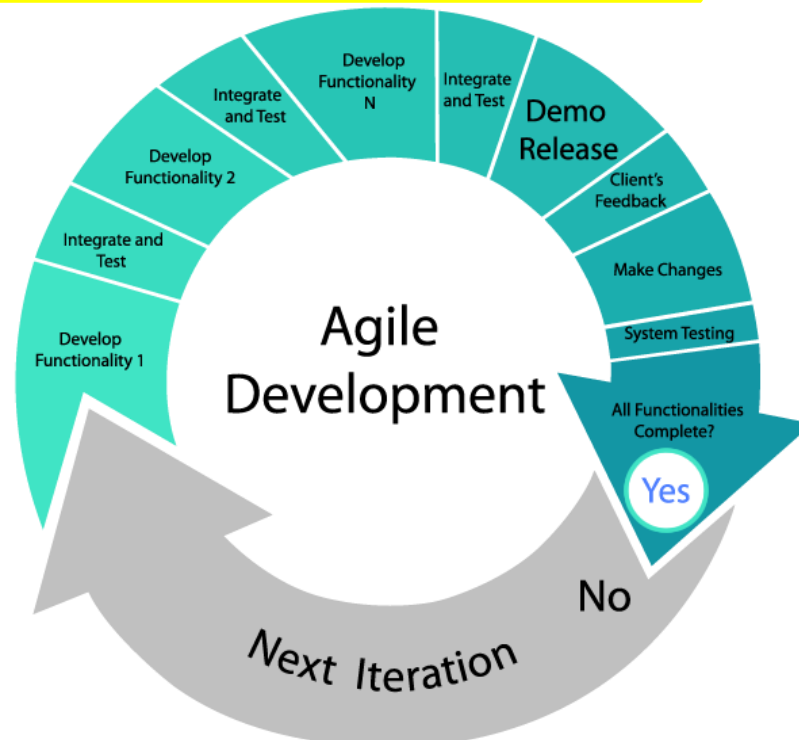 Agile
Development
Develop
Functionality 1
Integrate and
Test
Develop
Functionality 2
Integrate
and Test
Develop
Functionality
N
Integrate
and Test
Demo
Release
Client's
Feedback
Make Changes
System Testing
All Functionalities
Complete?
Yes
No
Next Iteration